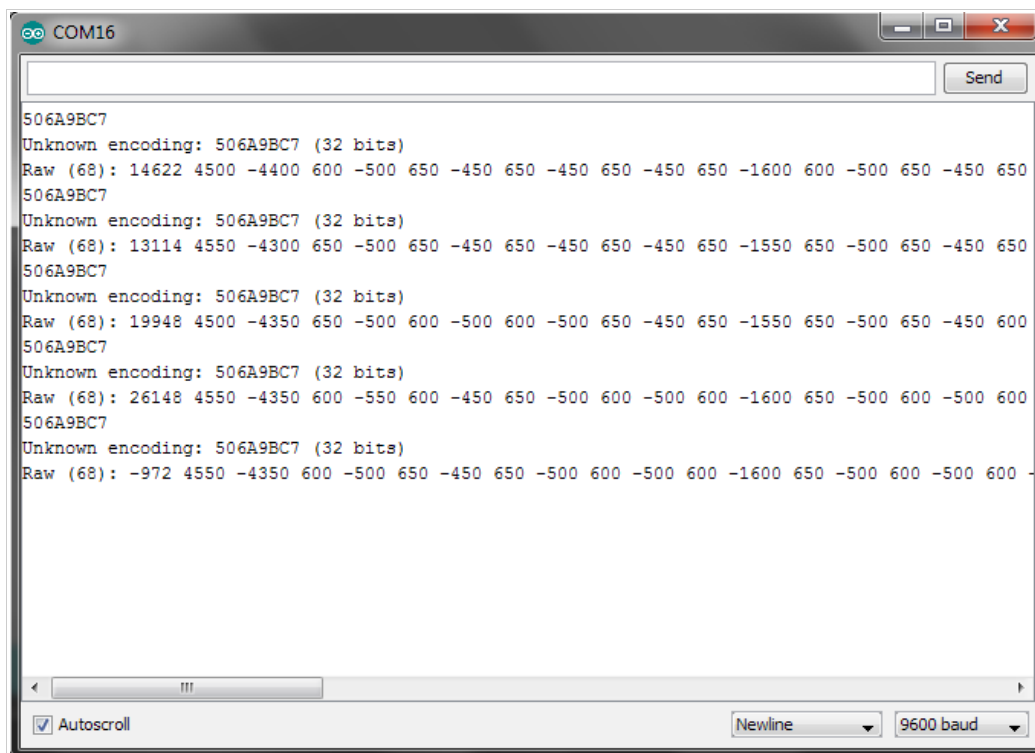 COM16
Send
506A9BC7
Unknown encoding: 506A9BC7 (32 bits)
Raw (68): 14622 4500 -4400 600 -500 650 -450 650 -450 650 -450 650 -1600 600 -500 650 -450 650
506A9BC7
Unknown encoding: 506A9BC7 (32 bits)
Raw (68): 13114 4550 -4300 650 -500 650 -450 650 -450 650 -450 650 -1550 650 -500 650 -450 650
506A9BC7
Unknown encoding: 506A9BC7 (32 bits)
Raw (68): 19948 4500 -4350 650 -500 600 -500 600 -500 650 -450 650 -1550 650 -500 650 -450 600
506A9BC7
Unknown encoding: 506A9BC7 (32 bits)
Raw (68): 26148 4550 -4350 600 -550 600 -450 650 -500 600 -500 600 -1600 650 -500 600 -500 600
506A9BC7
Unknown encoding: 506A9BC7 (32 bits)
Raw (68): -972 4550 -4350 600 -500 650 -450 650 -500 600 -500 600 -1600 650 -500 600 -500 600 -
Autoscroll Newline 9600 baud